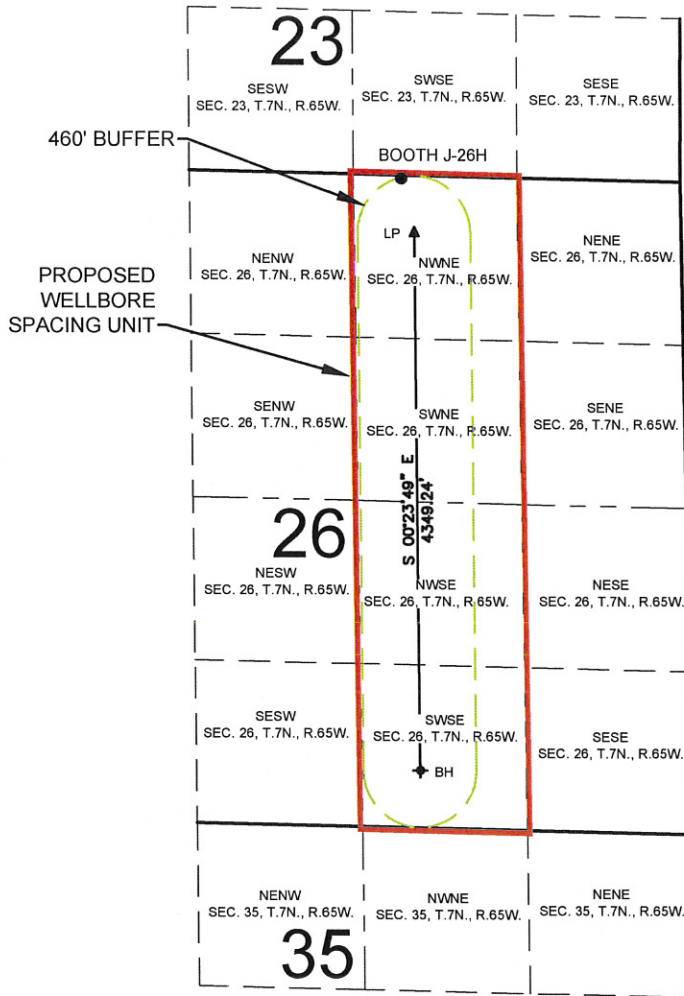 23
SESW
SEC. 23, T.7N., R.65W.
SWSE
SEC. 23, T.7N., R.65W.
SESE
SEC. 23, T.7N., R.65W.
460' BUFFER
BOOTH J-26H
LP
NENW
SEC. 26, T.7N., R.65W.
NWNE
SEC. 26, T.7N., R.65W.
NENE
SEC. 26, T.7N., R.65W.
PROPOSED
WELLBORE
SPACING UNIT
SENW
SEC. 26, T.7N., R.65W.
SWNE
SEC. 26, T.7N., R.65W.
SENE
SEC. 26, T.7N., R.65W.
S 00°23'49" E
4349.24'
26
NESW
SEC. 26, T.7N., R.65W.
NWSE
SEC. 26, T.7N., R.65W.
NESE
SEC. 26, T.7N., R.65W.
SESW
SEC. 26, T.7N., R.65W.
SWSE
SEC. 26, T.7N., R.65W.
SESE
SEC. 26, T.7N., R.65W.
BH
NENW
SEC. 35, T.7N., R.65W.
NWNE
SEC. 35, T.7N., R.65W.
NENE
SEC. 35, T.7N., R.65W.
35